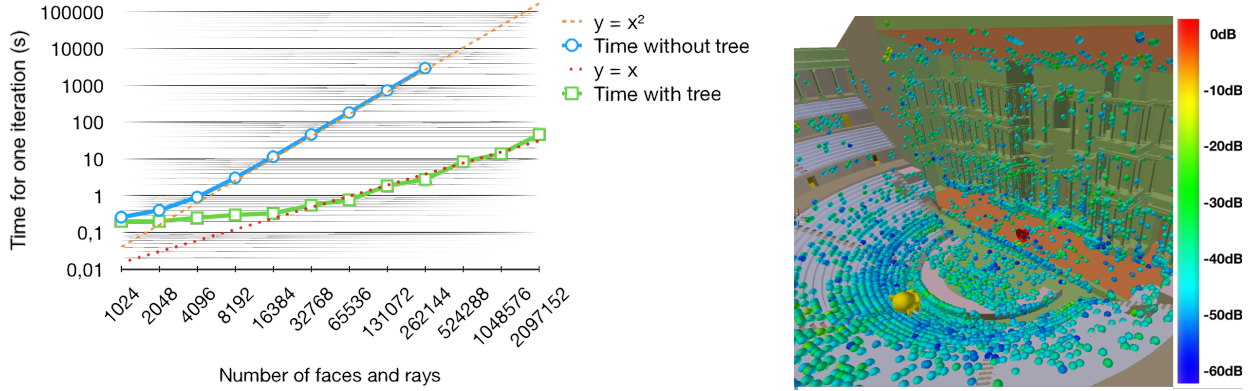 Time for one iteration (s)
100000
10000
1000
100
10
1
0,1
0,01
1024
2048
4096
8192
16384
32768
65536
131072
262144
524288
1048576
2097152
Number of faces and rays
y = x²
Time without tree
y = x
Time with tree
0dB
-10dB
-20dB
-30dB
-40dB
-50dB
-60dB